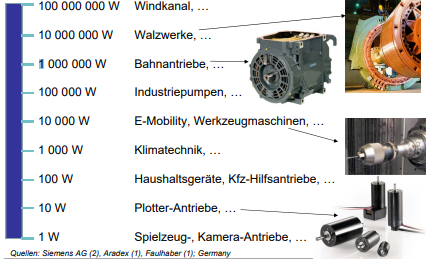 100 000 000 W Windkanal, …
10 000 000 W Walzwerke, …
1 000 000 W Bahnantriebe, …
100 000 W Industriepumpen, …
10 000 W E-Mobility, Werkzeugmaschinen, …
1 000 W Klimatechnik, …
100 W Haushaltsgeräte, Kfz-Hilfsantriebe, …
10 W Plotter-Antriebe, …
1 W Spielzeug-, Kamera-Antriebe, …
Quellen: Siemens AG (2), Aradex (1), Faulhaber (1); Germany